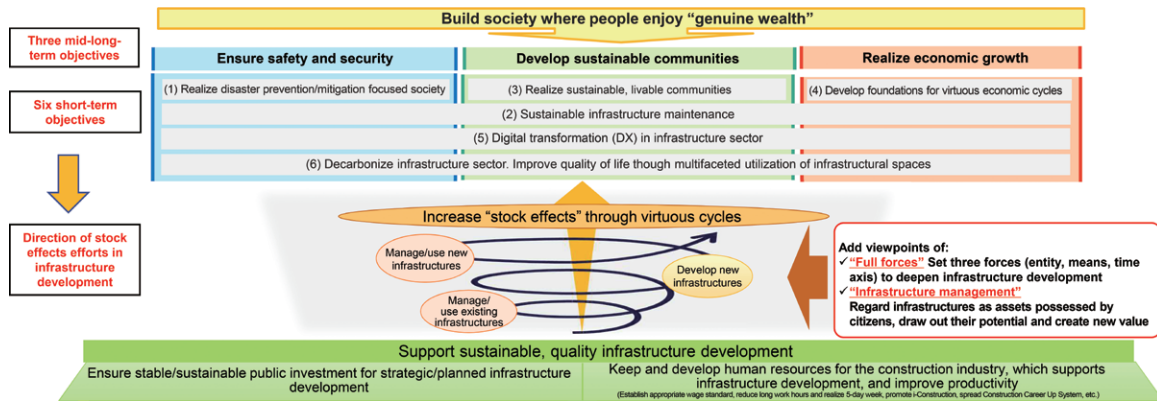 Build society where people enjoy “genuine wealth”
Three mid-long-
term objectives
Ensure safety and security
Develop sustainable communities
Realize economic growth
Six short-term
objectives
(1) Realize disaster prevention/mitigation focused society
(3) Realize sustainable, livable communities
(4) Develop foundations for virtuous economic cycles
(2) Sustainable infrastructure maintenance
(5) Digital transformation (DX) in infrastructure sector
(6) Decarbonize infrastructure sector. Improve quality of life though multifaceted utilization of infrastructural spaces
Direction of stock
effects efforts in
infrastructure
development
Increase “stock effects” through virtuous cycles
Manage/use new
infrastructures
Develop new
infrastructures
Manage/
use existing
infrastructures
Add viewpoints of:
✓“Full forces” Set three forces (entity, means, time
axis) to deepen infrastructure development
✓“Infrastructure management”
Regard infrastructures as assets possessed by
citizens, draw out their potential and create new value
Support sustainable, quality infrastructure development
Ensure stable/sustainable public investment for strategic/planned infrastructure
development
Keep and develop human resources for the construction industry, which supports
infrastructure development, and improve productivity
(Establish appropriate wage standard, reduce long work hours and realize 5-day week, promote i-Construction, spread Construction Career Up System, etc.)